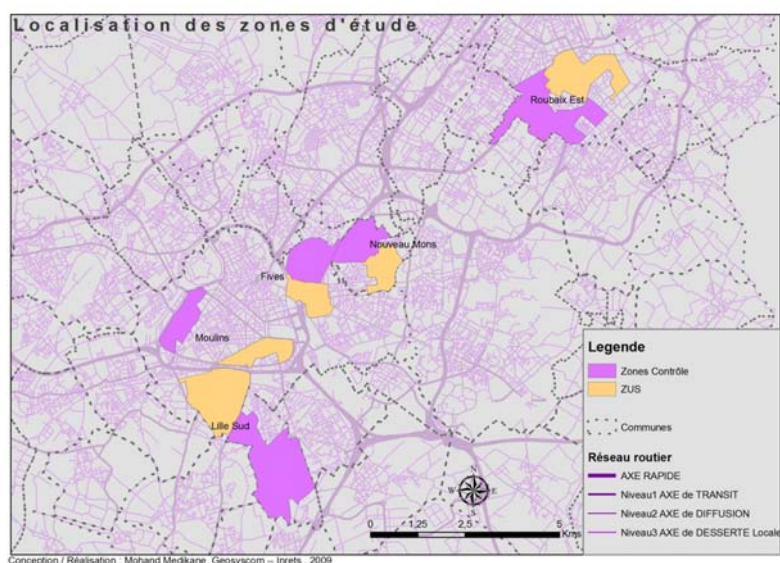 Localisation des zones d'étude
Roubaix Est
Nouveau Mons
Fives
Moulins
Lille Sud
Legende
Zones Contrôle
ZUS
Communes
Réseau routier
AXE RAPIDE
Niveau1 AXE de TRANSIT
Niveau2 AXE de DIFFUSION
Niveau3 AXE de DESSERTE Locale
N
W E
S
0 1,25 2,5 5
Kms
Conception / Réalisation : Mohand Medjkane, Geosyscom -- Inrets , 2009